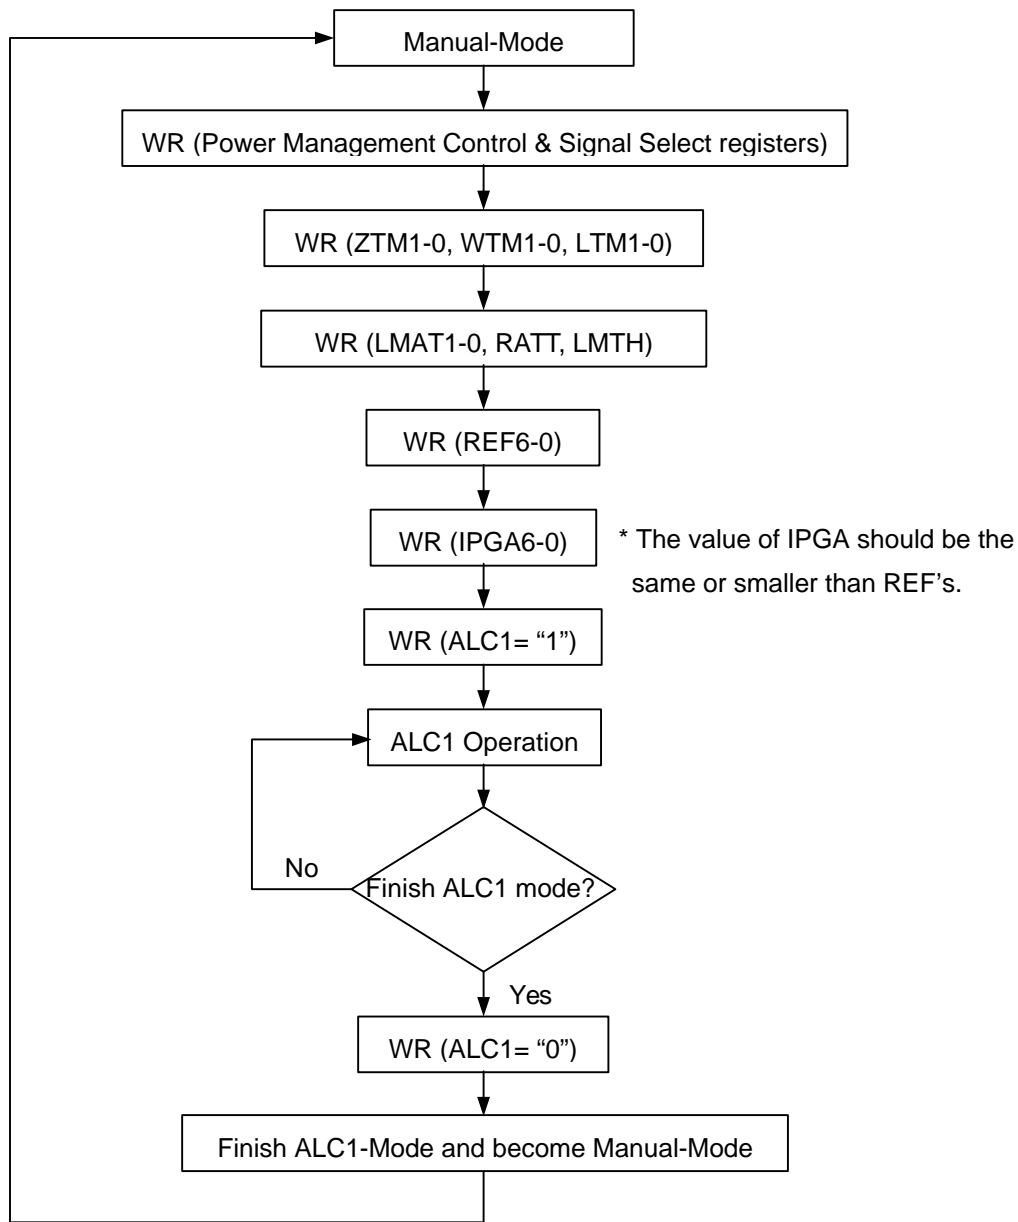 Manual-Mode
WR (Power Management Control & Signal Select registers)
WR (ZTM1-0, WTM1-0, LTM1-0)
WR (LMAT1-0, RATT, LMTH)
WR (REF6-0)
WR (IPGA6-0)
* The value of IPGA should be the
same or smaller than REF’s.
WR (ALC1= “1”)
ALC1 Operation
No
Finish ALC1 mode?
Yes
WR (ALC1= “0”)
Finish ALC1-Mode and become Manual-Mode